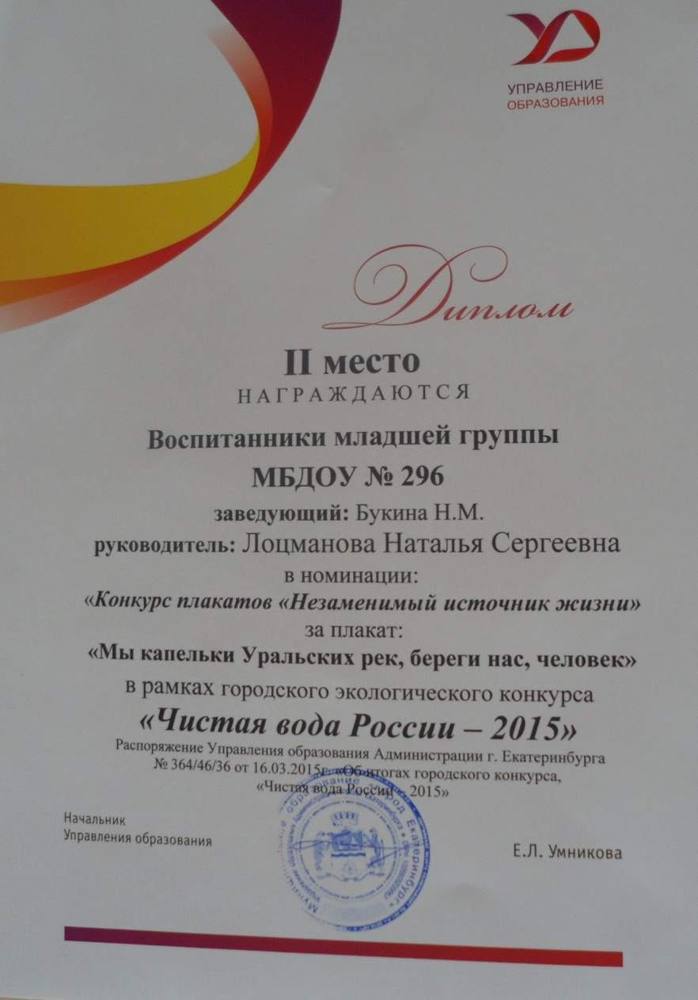 УПРАВЛЕНИЕ
ОБРАЗОВАНИЯ
Диплом
II место
НАГРАЖДАЮТСЯ
Воспитанники младшей группы
МБДОУ № 296
заведующий: Букина Н.М.
руководитель: Лоцманова Наталья Сергеевна
в номинации:
«Конкурс плакатов «Незаменимый источник жизни»
за плакат:
«Мы капельки Уральских рек, береги нас, человек»
в рамках городского экологического конкурса
«Чистая вода России – 2015»
Распоряжение Управления образования Администрации г. Екатеринбурга
№ 364/46/36 от 16.03.2015г. «Об итогах городского конкурса,
«Чистая вода России – 2015»
Начальник
Управления образования
Е.Л. Умникова
образование «город Екатеринбург»